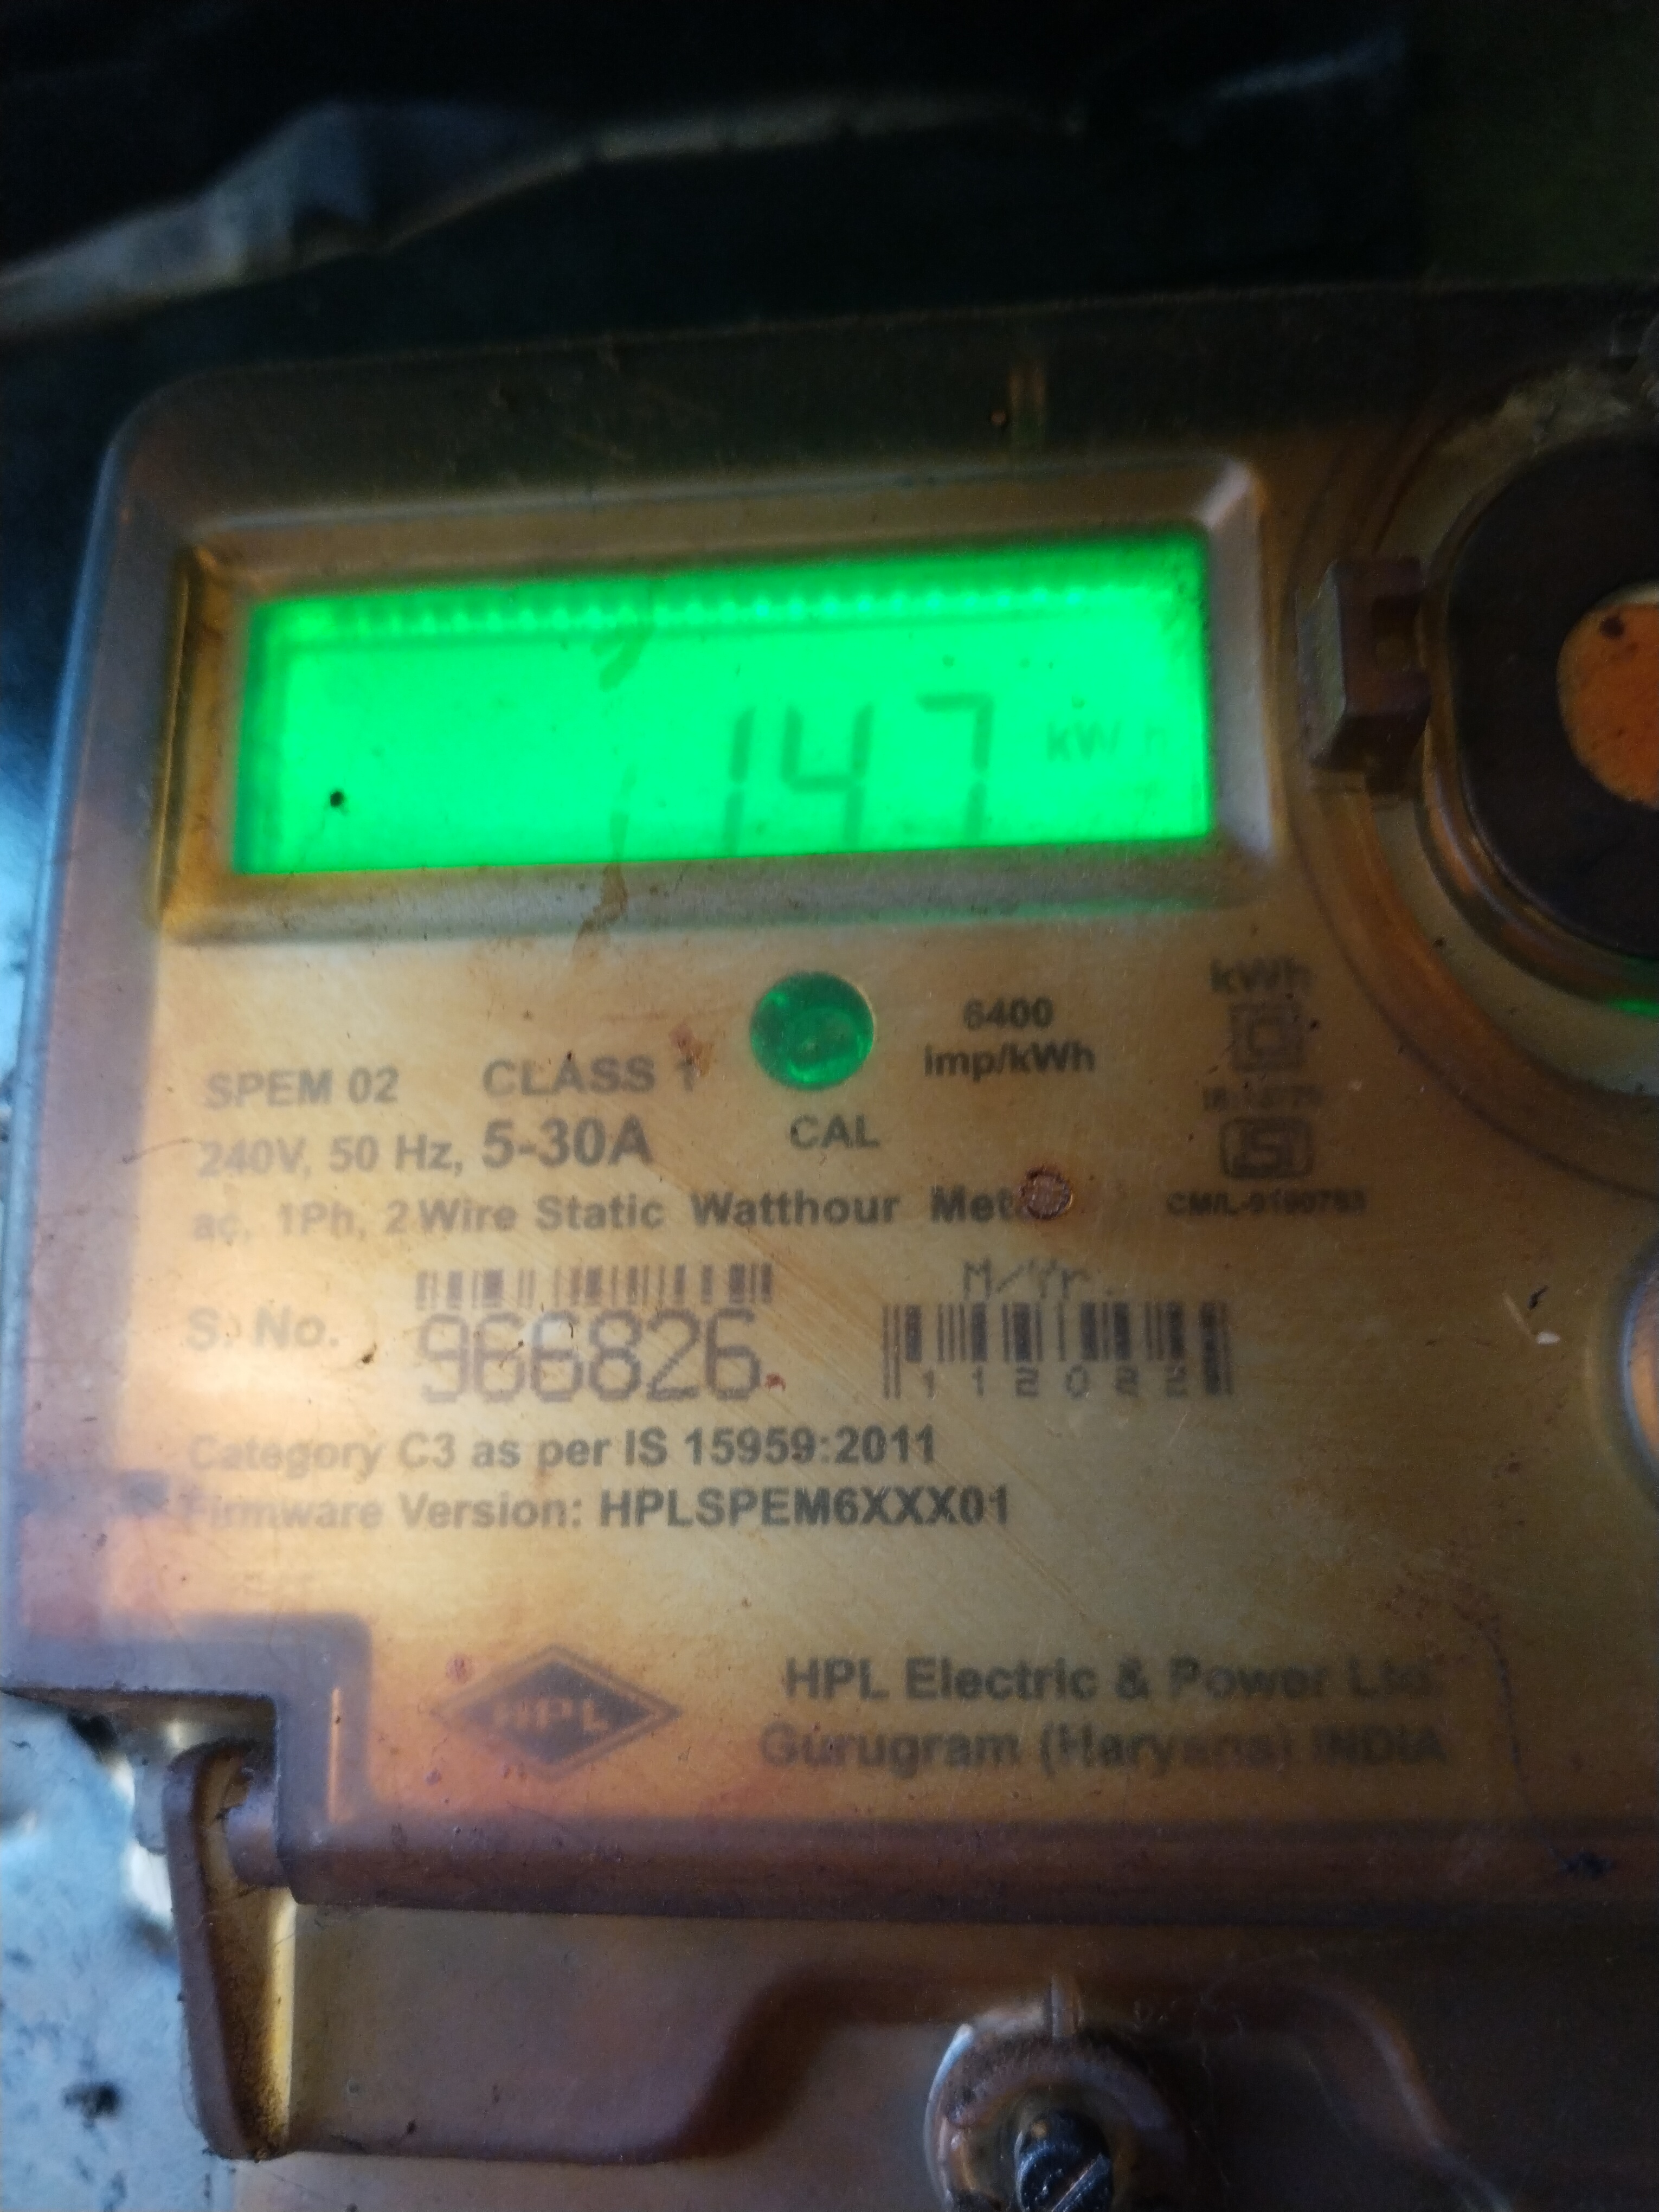 147 kWh
6400
imp/kWh
kWh
SPEM 02 CLASS 1
CAL
240V, 50 Hz, 5-30A
ac, 1Ph, 2 Wire Static Watthour
M/Yr.
S. No. 966826
112022
Category C3 as per IS 15959:2011
Firmware Version: HPLSPEM6XXX01
HPL
HPL Electric & Power Ltd.
Gurugram (Haryana) INDIA